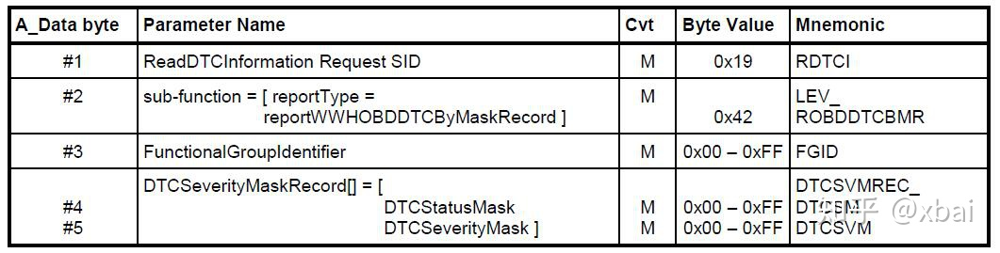 A_Data byte Parameter Name Cvt Byte Value Mnemonic
#1 ReadDTCInformation Request SID M 0x19 RDTCI
#2 sub-function = [ reportType = M LEV_
reportWWHOBDDTCByMaskRecord ] 0x42 ROBDDTCBMR
#3 FunctionalGroupIdentifier M 0x00 – 0xFF FGID
DTCSeverityMaskRecord[] = [ DTCSVMREC_
#4 DTCStatusMask M 0x00 – 0xFF DTCSM
#5 DTCSeverityMask ] M 0x00 – 0xFF DTCSVM
知乎 @xbai